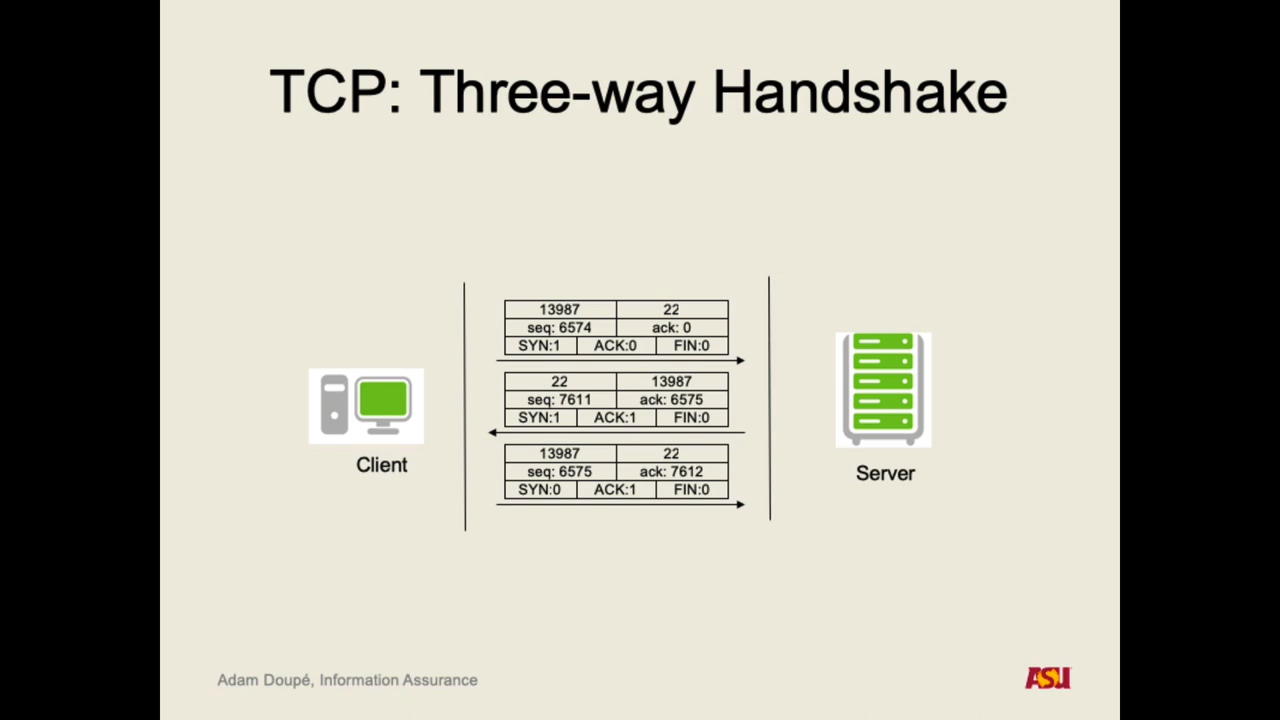 TCP: Three-way Handshake
13987 22
seq: 6574 ack: 0
SYN:1 ACK:0 FIN:0
22 13987
seq: 7611 ack: 6575
SYN:1 ACK:1 FIN:0
13987 22
seq: 6575 ack: 7612
SYN:0 ACK:1 FIN:0
Client
Server
Adam Doupé, Information Assurance
ASU